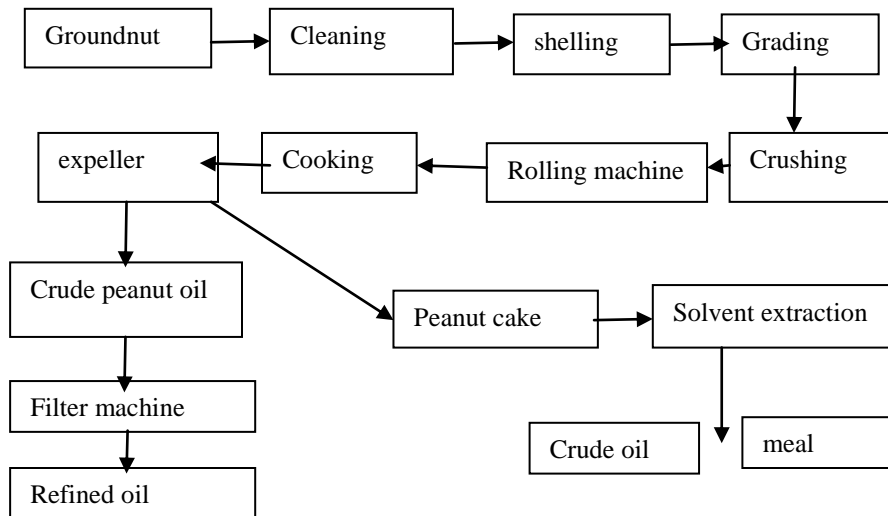 Groundnut
Cleaning
shelling
Grading
Crushing
Rolling machine
Cooking
expeller
Crude peanut oil
Peanut cake
Solvent extraction
Filter machine
Crude oil
meal
Refined oil